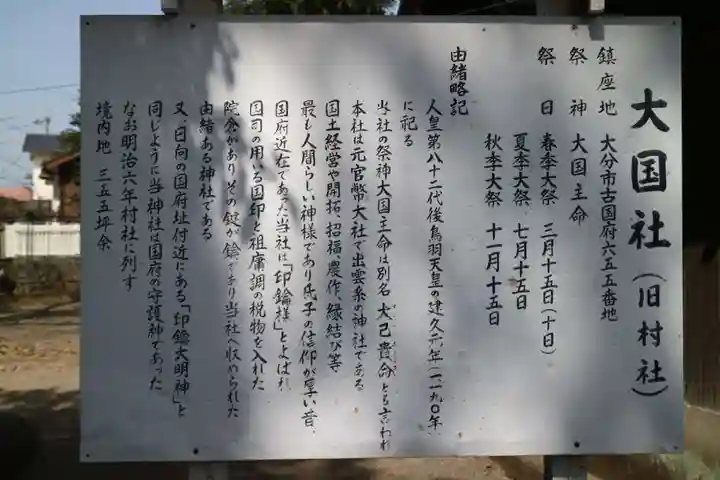 大国社（旧村社）
鎮座地 大分市古国府六五五番地
祭神 大国主命
祭日 春季大祭 三月十五日（十日）
夏季大祭 七月十五日
秋季大祭 十一月十五日
由緒略記
人皇第八十二代後鳥羽天皇の建久元年（一一九〇年）
に祀る
当社の祭神大国主命は別名 大己貴命とも言われ
本社は元官幣大社で出雲系の神社である
国土経営や開拓、招福、農作、縁結び等
最も人間らしい神様であり氏子の信仰が厚い昔、
国府近在であった当社は「印鑰様」とよばれ
国司の用いる国印と祖庸調の税物を入れた
院倉があり その錠が鑰であり当社へ収められた
由緒ある神社である
又、日向の国府址付近にある「印鑰大明神」と
同じように当神社は国府の守護神であった
なお明治六年村社に列す
境内地 三五五坪余